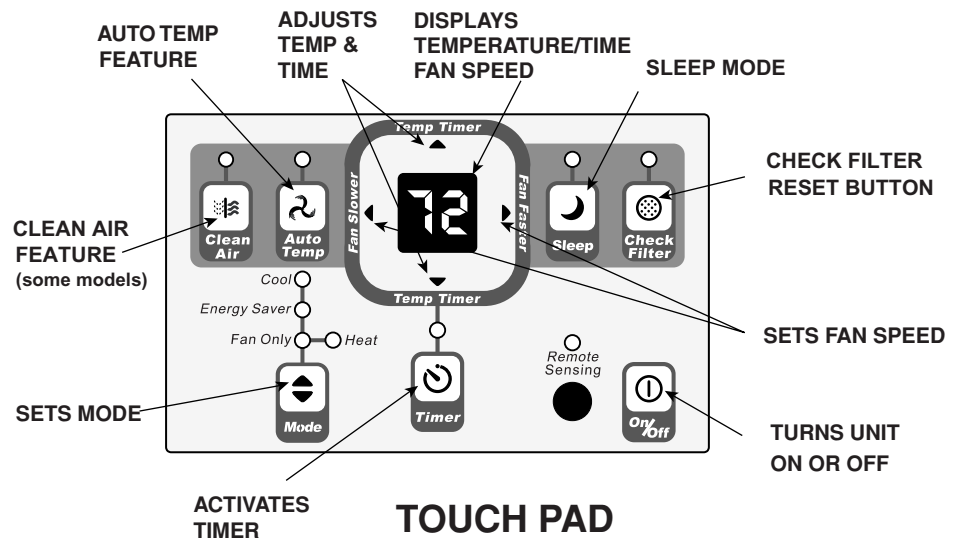 AUTO TEMP
FEATURE
ADJUSTS
TEMP &
TIME
DISPLAYS
TEMPERATURE/TIME
FAN SPEED
SLEEP MODE
CHECK FILTER
RESET BUTTON
CLEAN AIR
FEATURE
(some models)
Temp Timer
Fan Slower
72
Fan Faster
Clean
Air
Auto
Temp
Sleep
Check
Filter
Temp Timer
Cool
Energy Saver
Fan Only
Heat
Remote
Sensing
SETS FAN SPEED
SETS MODE
Mode
Timer
On/Off
TURNS UNIT
ON OR OFF
ACTIVATES
TIMER
TOUCH PAD